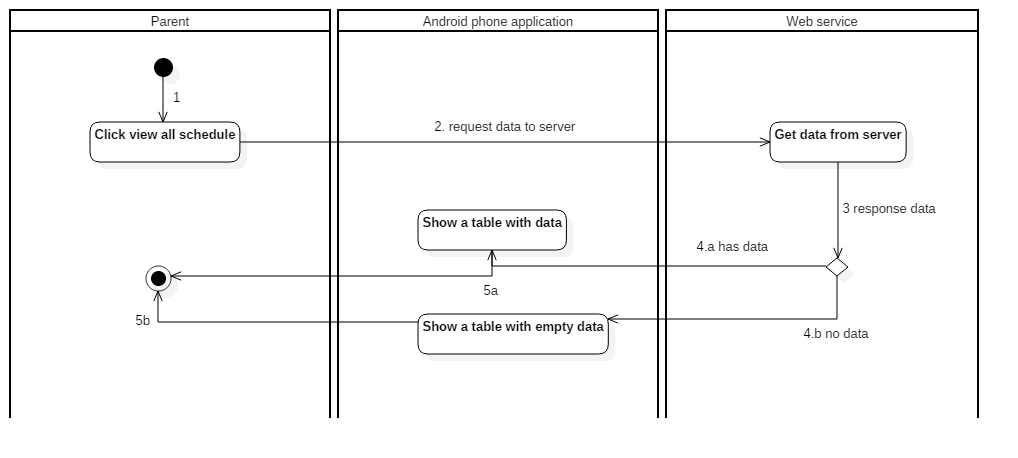 Parent
Android phone application
Web service
1
Click view all schedule
2. request data to server
Get data from server
3 response data
Show a table with data
4.a has data
5a
5b
Show a table with empty data
4.b no data